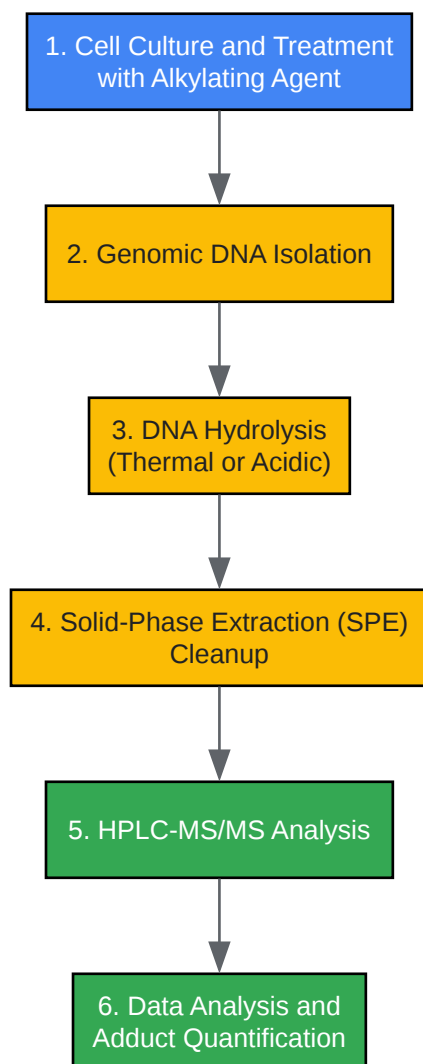 1. Cell Culture and Treatment
with Alkylating Agent
2. Genomic DNA Isolation
3. DNA Hydrolysis
(Thermal or Acidic)
4. Solid-Phase Extraction (SPE)
Cleanup
5. HPLC-MS/MS Analysis
6. Data Analysis and
Adduct Quantification